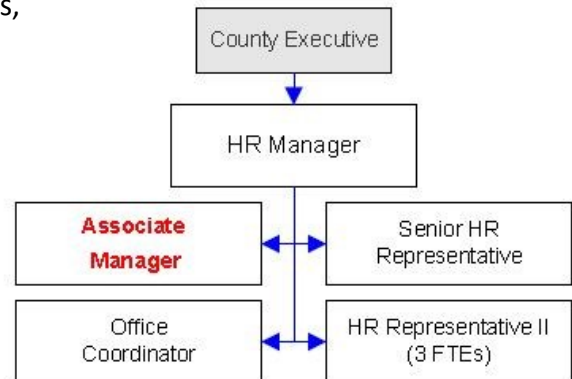 s,
County Executive
HR Manager
Associate
Manager
Senior HR
Representative
Office
Coordinator
HR Representative II
(3 FTEs)